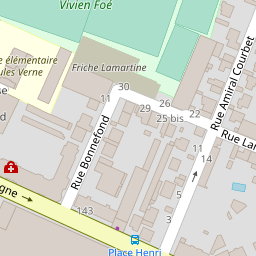 Vivien Foé
e élémentaire
ules Verne
Friche Lamartine
Rue Amiral Courbet
30
11
29
26
25 bis
22
Rue La
Rue Bonnefond
11
14
gne
143
3
5
Place Henri